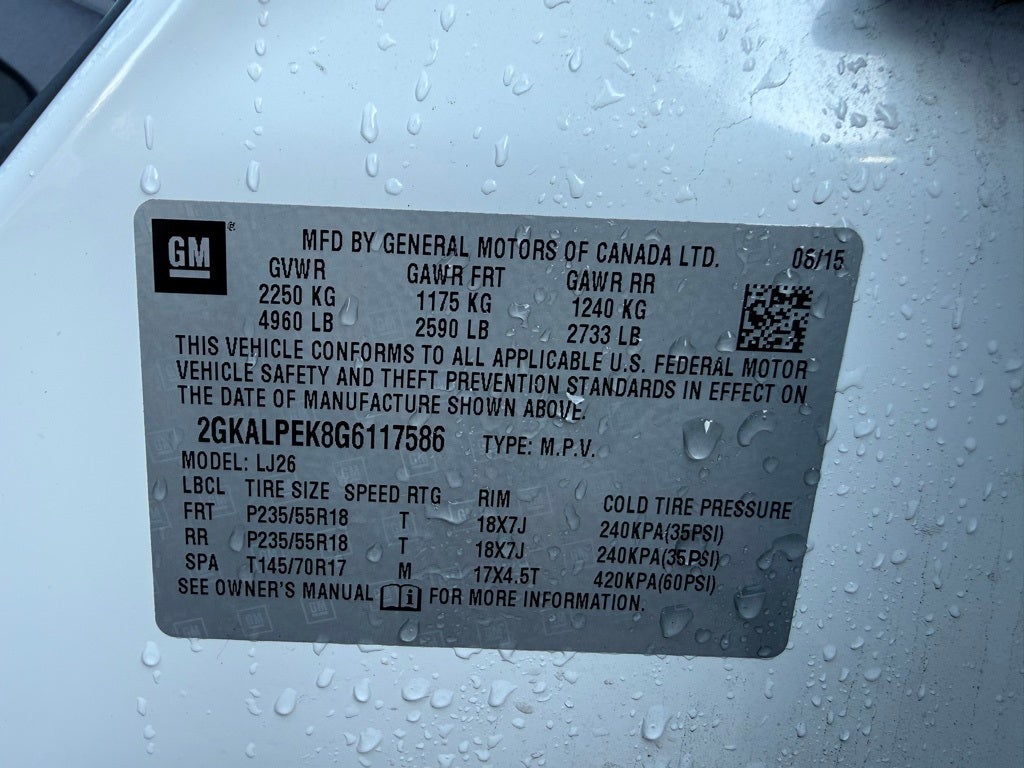 GM ®
MFD BY GENERAL MOTORS OF CANADA LTD. 06/15
GVWR GAWR FRT GAWR RR
2250 KG 1175 KG 1240 KG
4960 LB 2590 LB 2733 LB
THIS VEHICLE CONFORMS TO ALL APPLICABLE U.S. FEDERAL MOTOR
VEHICLE SAFETY AND THEFT PREVENTION STANDARDS IN EFFECT ON
THE DATE OF MANUFACTURE SHOWN ABOVE.
2GKALPEK8G6117586 TYPE: M.P.V.
MODEL: LJ26
LBCL TIRE SIZE SPEED RTG RIM COLD TIRE PRESSURE
FRT P235/55R18 T 18X7J 240KPA(35PSI)
RR P235/55R18 T 18X7J 240KPA(35PSI)
SPA T145/70R17 M 17X4.5T 420KPA(60PSI)
SEE OWNER'S MANUAL i FOR MORE INFORMATION.